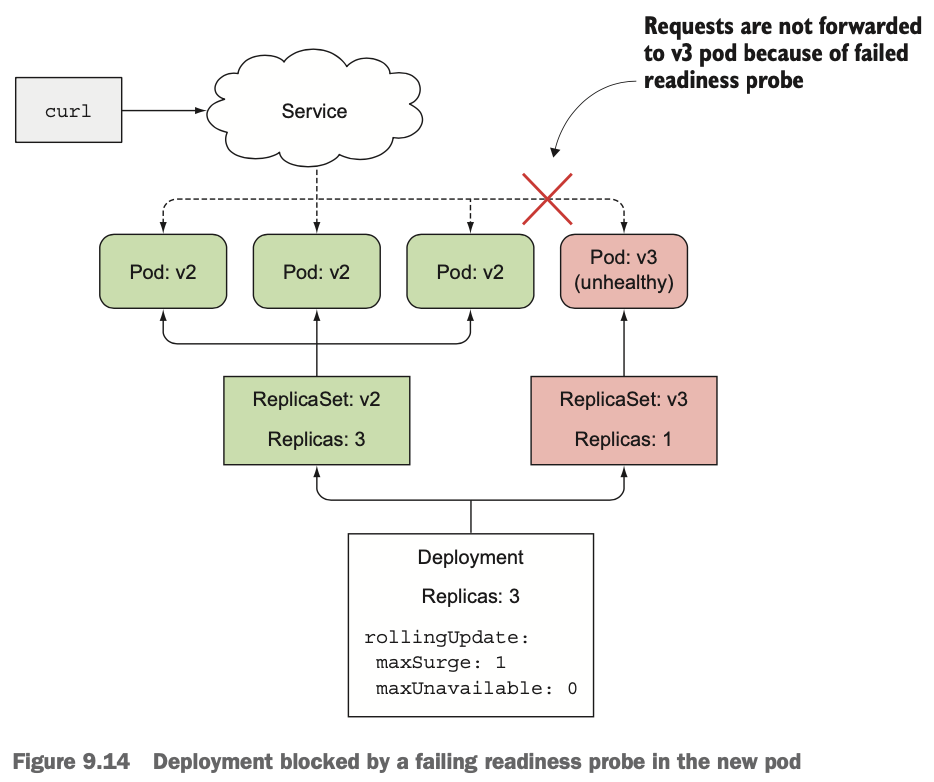 Requests are not forwarded
to v3 pod because of failed
readiness probe
curl
Service
Pod: v2
Pod: v2
Pod: v2
Pod: v3
(unhealthy)
ReplicaSet: v2
Replicas: 3
ReplicaSet: v3
Replicas: 1
Deployment
Replicas: 3
rollingUpdate:
maxSurge: 1
maxUnavailable: 0
Figure 9.14 Deployment blocked by a failing readiness probe in the new pod